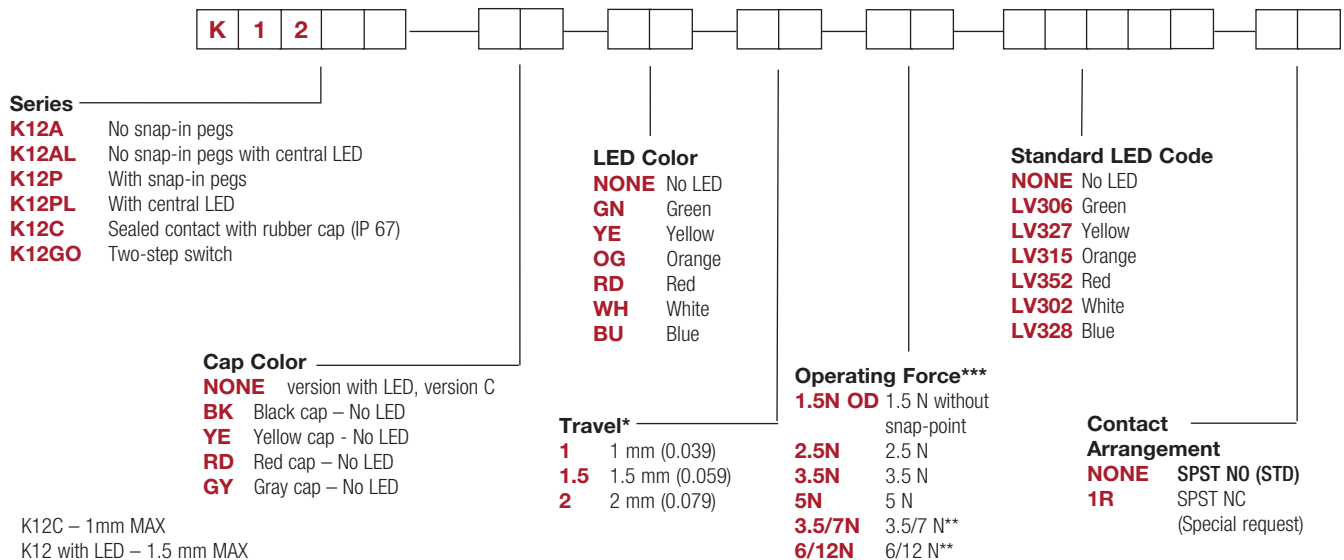 K 1 2
Series
K12A No snap-in pegs
K12AL No snap-in pegs with central LED
K12P With snap-in pegs
K12PL With central LED
K12C Sealed contact with rubber cap (IP 67)
K12GO Two-step switch
Cap Color
NONE version with LED, version C
BK Black cap – No LED
YE Yellow cap - No LED
RD Red cap – No LED
GY Gray cap – No LED
K12C – 1mm MAX
K12 with LED – 1.5 mm MAX
LED Color
NONE No LED
GN Green
YE Yellow
OG Orange
RD Red
WH White
BU Blue
Travel*
1 1 mm (0.039)
1.5 1.5 mm (0.059)
2 2 mm (0.079)
Operating Force***
1.5N OD 1.5 N without
snap-point
2.5N 2.5 N
3.5N 3.5 N
5N 5 N
3.5/7N 3.5/7 N**
6/12N 6/12 N**
Standard LED Code
NONE No LED
LV306 Green
LV327 Yellow
LV315 Orange
LV352 Red
LV302 White
LV328 Blue
Contact
Arrangement
NONE SPST NO (STD)
1R SPST NC
(Special request)